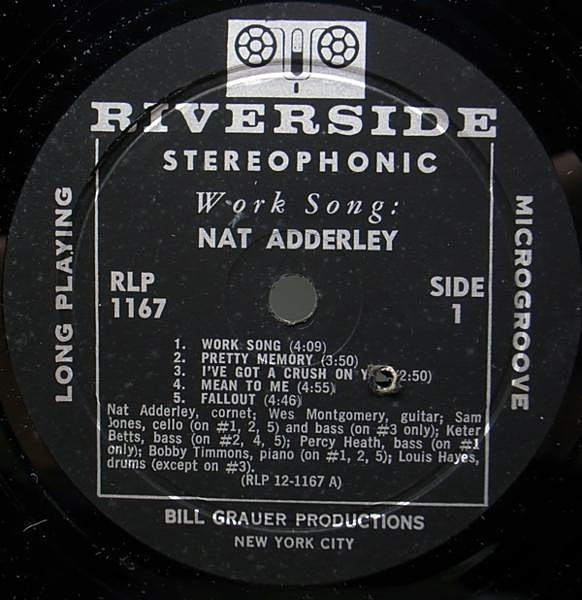 RIVERSIDE
STEREOPHONIC
Work Song:
NAT ADDERLEY
LONG PLAYING
MICROGROOVE
RLP
1167
SIDE
1
1. WORK SONG (4:09)
2. PRETTY MEMORY (3:50)
3. I'VE GOT A CRUSH ON (2:50)
4. MEAN TO ME (4:55)
5. FALLOUT (4:46)
Nat Adderley, cornet; Wes Montgomery, guitar; Sam
Jones, cello (on #1, 2, 5) and bass (on #3 only); Keter
Betts, bass (on #2, 4, 5); Percy Heath, bass (on #1
only); Bobby Timmons, piano (on #1, 2, 5); Louis Hayes,
drums (except on #3).
(RLP 12-1167 A)
BILL GRAUER PRODUCTIONS
NEW YORK CITY